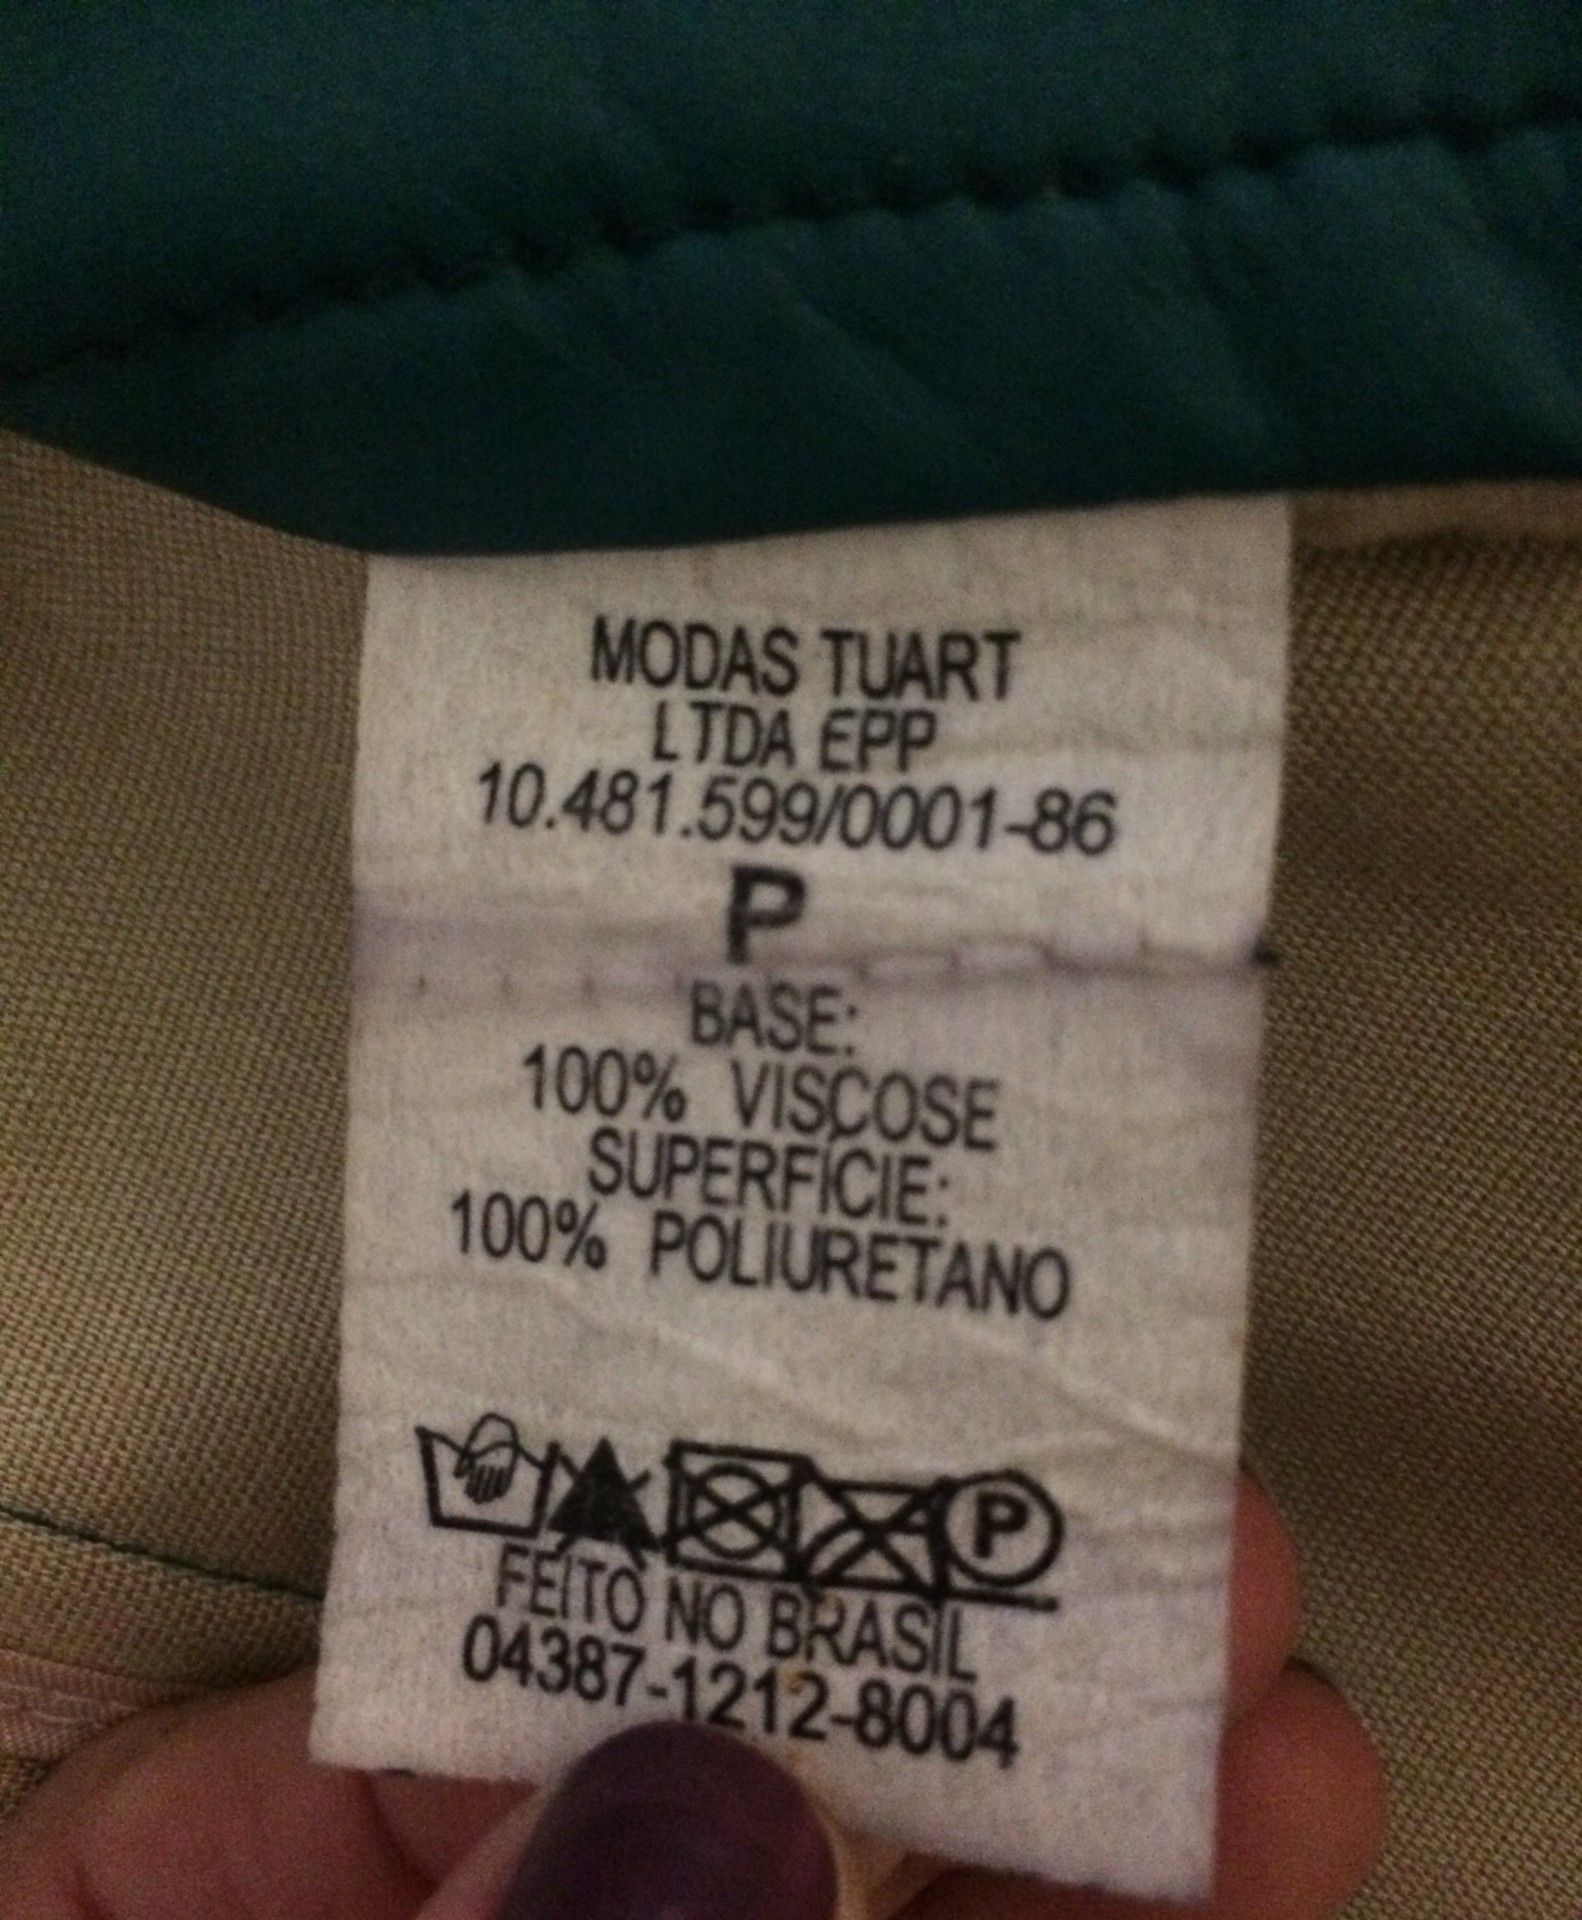 MODAS TUART
LTDA EPP
10.481.599/0001-86
P
BASE:
100% VISCOSE
SUPERFÍCIE:
100% POLIURETANO
P
FEITO NO BRASIL
04387-1212-8004